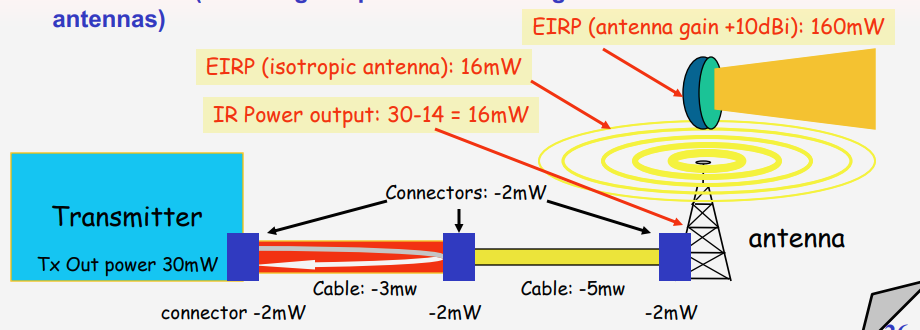 antennas)
EIRP (antenna gain +10dBi): 160mW
EIRP (isotropic antenna): 16mW
IR Power output: 30-14 = 16mW
Connectors: -2mW
Transmitter
antenna
Tx Out power 30mW
Cable: -3mw
Cable: -5mw
connector -2mW
-2mW
-2mW